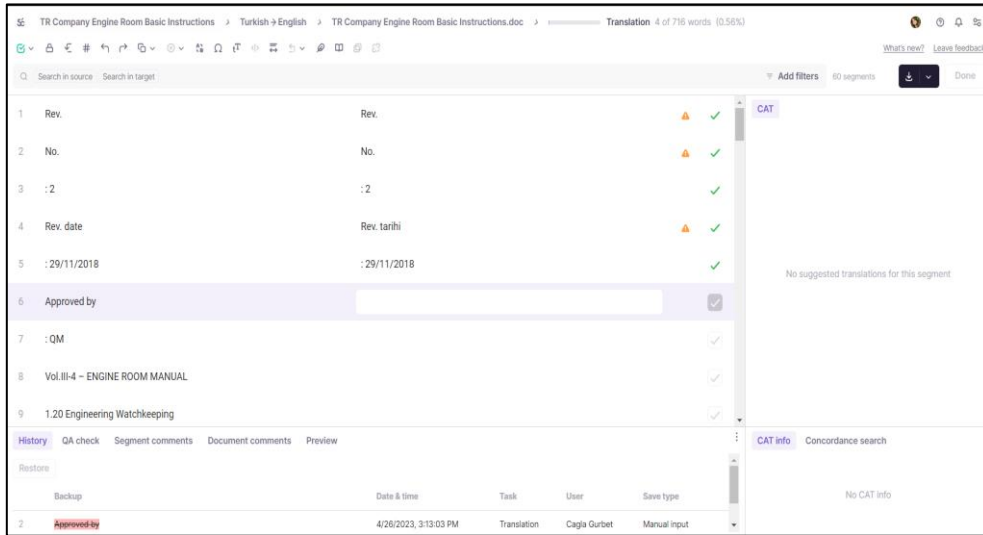 TR Company Engine Room Basic Instructions > Turkish → English > TR Company Engine Room Basic Instructions.doc > Translation 4 of 716 words (0.56%)
What's new? Leave feedback
Search in source Search in target Add filters 60 segments Done
1 Rev. Rev.
2 No. No.
3 : 2 : 2
4 Rev. date Rev. tarihi
5 : 29/11/2018 : 29/11/2018
6 Approved by
7 : QM
8 Vol.III-4 – ENGINE ROOM MANUAL
9 1.20 Engineering Watchkeeping
CAT
No suggested translations for this segment
History QA check Segment comments Document comments Preview
Restore
Backup Date & time Task User Save type
2 Approved by 4/26/2023, 3:13:03 PM Translation Cagla Gurbet Manual input
CAT info Concordance search
No CAT info